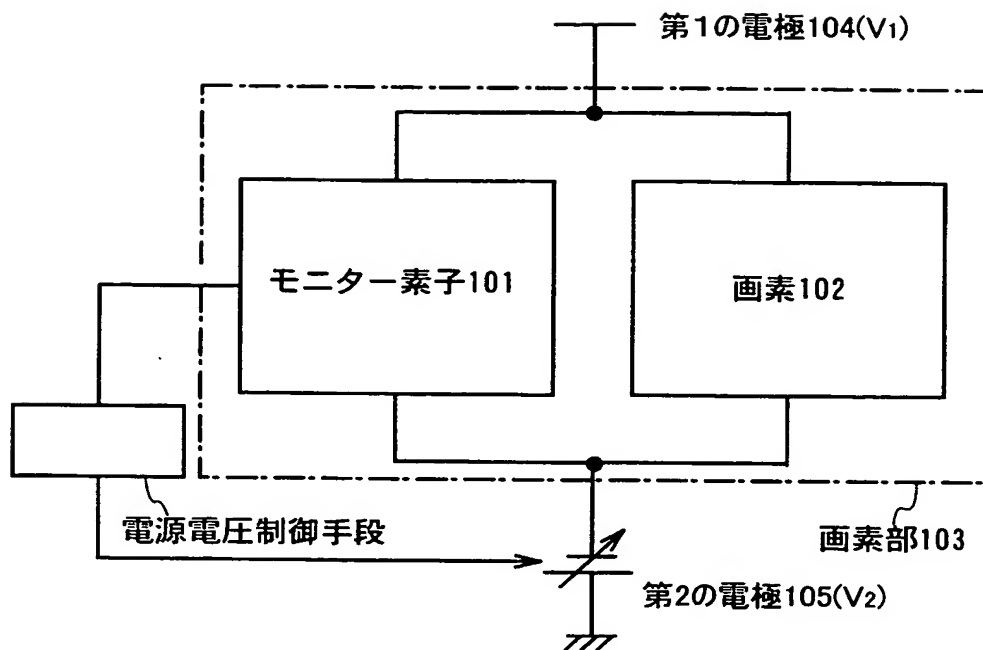 第1の電極104(V1)
モニター素子101
画素102
電源電圧制御手段
画素部103
第2の電極105(V2)